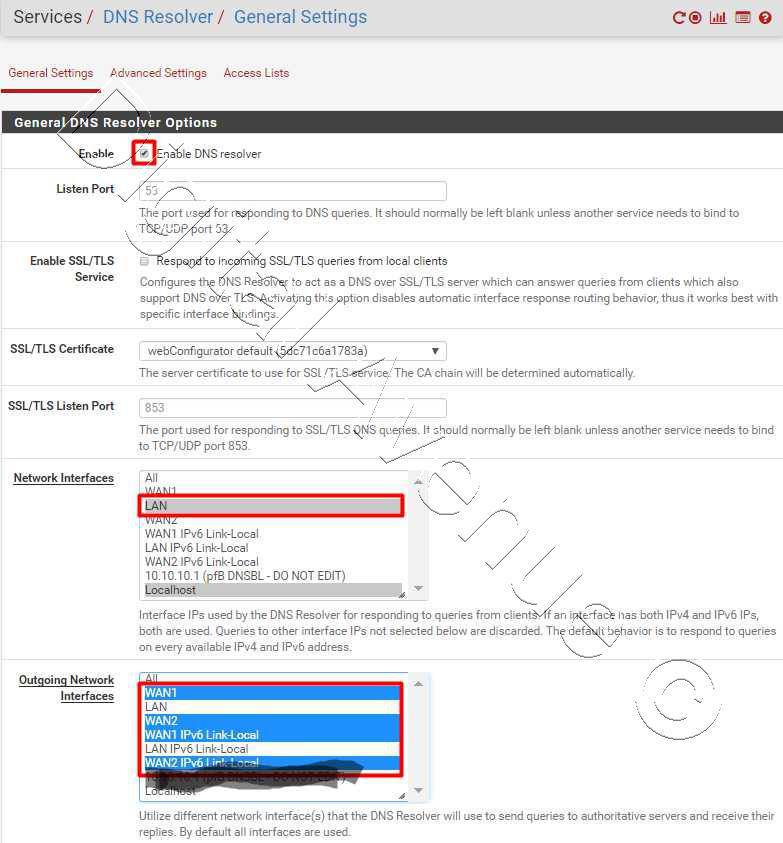 Services / DNS Resolver / General Settings
General Settings Advanced Settings Access Lists
General DNS Resolver Options
Enable Enable DNS resolver
Listen Port 53
The port used for responding to DNS queries. It should normally be left blank unless another service needs to bind to
TCP/UDP port 53.
Enable SSL/TLS Service Respond to incoming SSL/TLS queries from local clients
Configures the DNS Resolver to act as a DNS over SSL/TLS server which can answer queries from clients which also
support DNS over TLS. Activating this option disables automatic interface response routing behavior, thus it works best with
specific interface bindings.
SSL/TLS Certificate webConfigurator default (5dc71c6a1783a)
The server certificate to use for SSL/TLS service. The CA chain will be determined automatically.
SSL/TLS Listen Port 853
The port used for responding to SSL/TLS DNS queries. It should normally be left blank unless another service needs to bind
to TCP/UDP port 853.
Network Interfaces All
WAN1
LAN
WAN2
WAN1 IPv6 Link-Local
LAN IPv6 Link-Local
WAN2 IPv6 Link-Local
10.10.10.1 (pfB DNSBL - DO NOT EDIT)
Localhost
Interface IPs used by the DNS Resolver for responding to queries from clients. If an interface has both IPv4 and IPv6 IPs,
both are used. Queries to other interface IPs not selected below are discarded. The default behavior is to respond to queries
on every available IPv4 and IPv6 address.
Outgoing Network Interfaces All
WAN1
LAN
WAN2
WAN1 IPv6 Link-Local
LAN IPv6 Link-Local
WAN2 IPv6 Link-Local
10.10.10.1 (pfB DNSBL - DO NOT EDIT)
Localhost
Utilize different network interface(s) that the DNS Resolver will use to send queries to authoritative servers and receive their
replies. By default all interfaces are used.